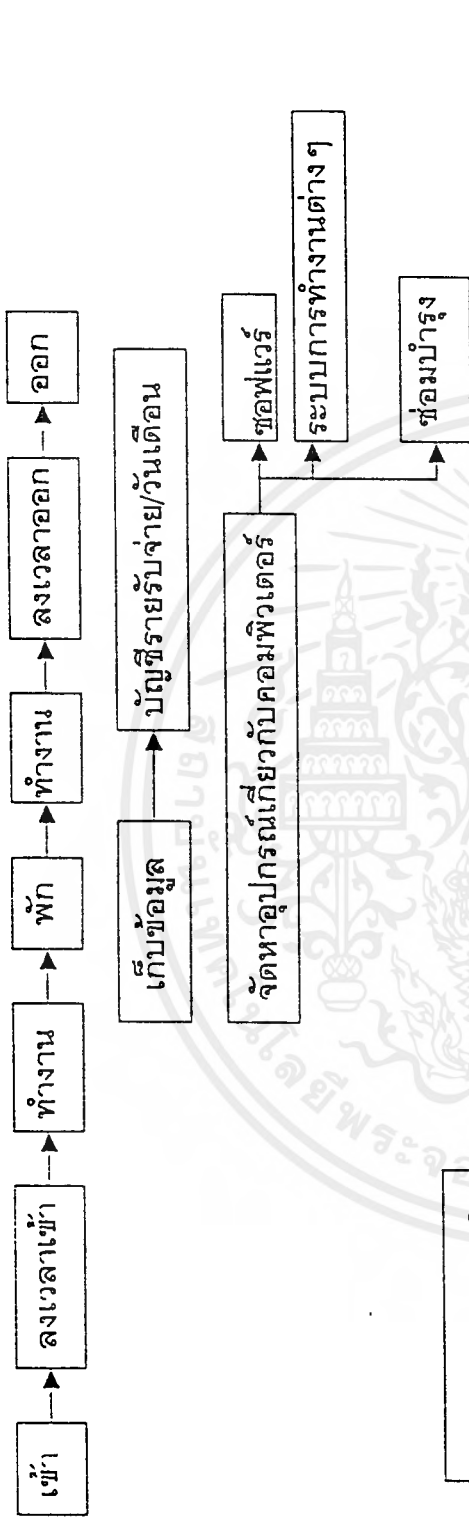 เข้า
ลงเวลาเข้า
ทำงาน
พัก
ทำงาน
ลงเวลาออก
ออก
เก็บข้อมูล
บัญชีรายรับจ่าย/วันเดือน
จัดหาอุปกรณ์เกี่ยวกับคอมพิวเตอร์
ซอฟแวร์
ระบบการทำงานต่างๆ
ซ่อมบำรุง